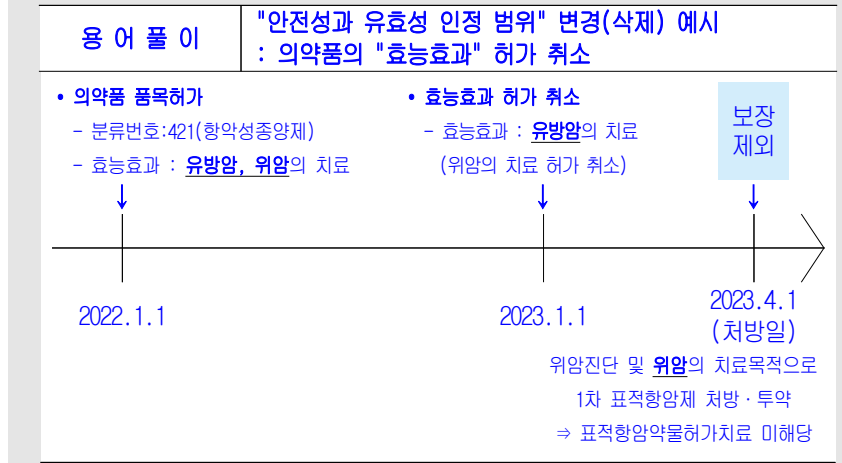 용 어 풀 이
"안전성과 유효성 인정 범위" 변경(삭제) 예시
: 의약품의 "효능효과" 허가 취소
• 의약품 품목허가
- 분류번호:421(항악성종양제)
- 효능효과 : 유방암, 위암의 치료
• 효능효과 허가 취소
- 효능효과 : 유방암의 치료
(위암의 치료 허가 취소)
보장
제외
2022.1.1
2023.1.1
2023.4.1
(처방일)
위암진단 및 위암의 치료목적으로
1차 표적항암제 처방·투약
⇒ 표적항암약물허가치료 미해당